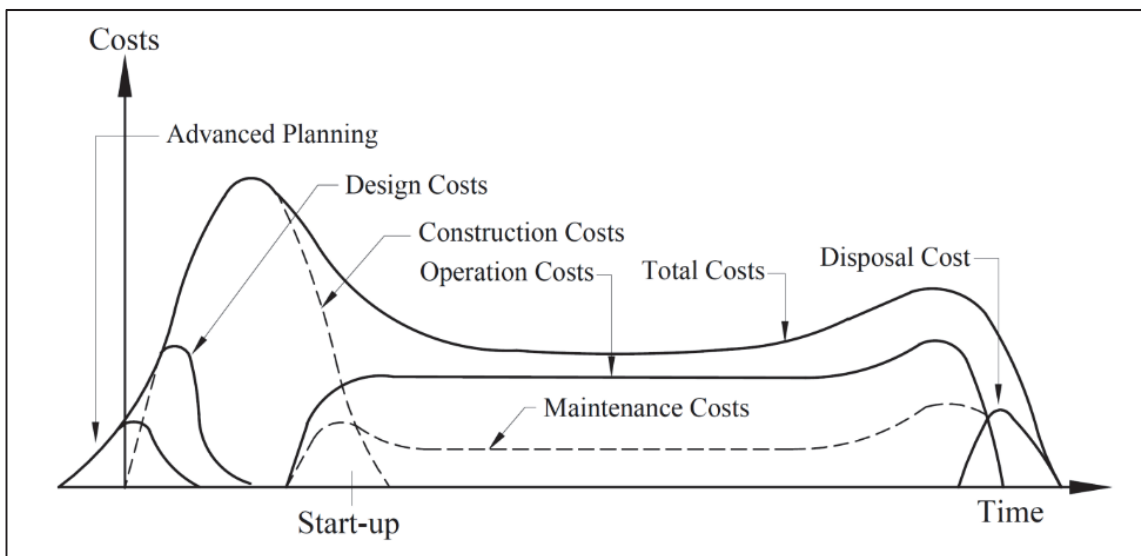 Costs
Advanced Planning
Design Costs
Construction Costs
Operation Costs
Total Costs
Disposal Cost
Maintenance Costs
Start-up
Time